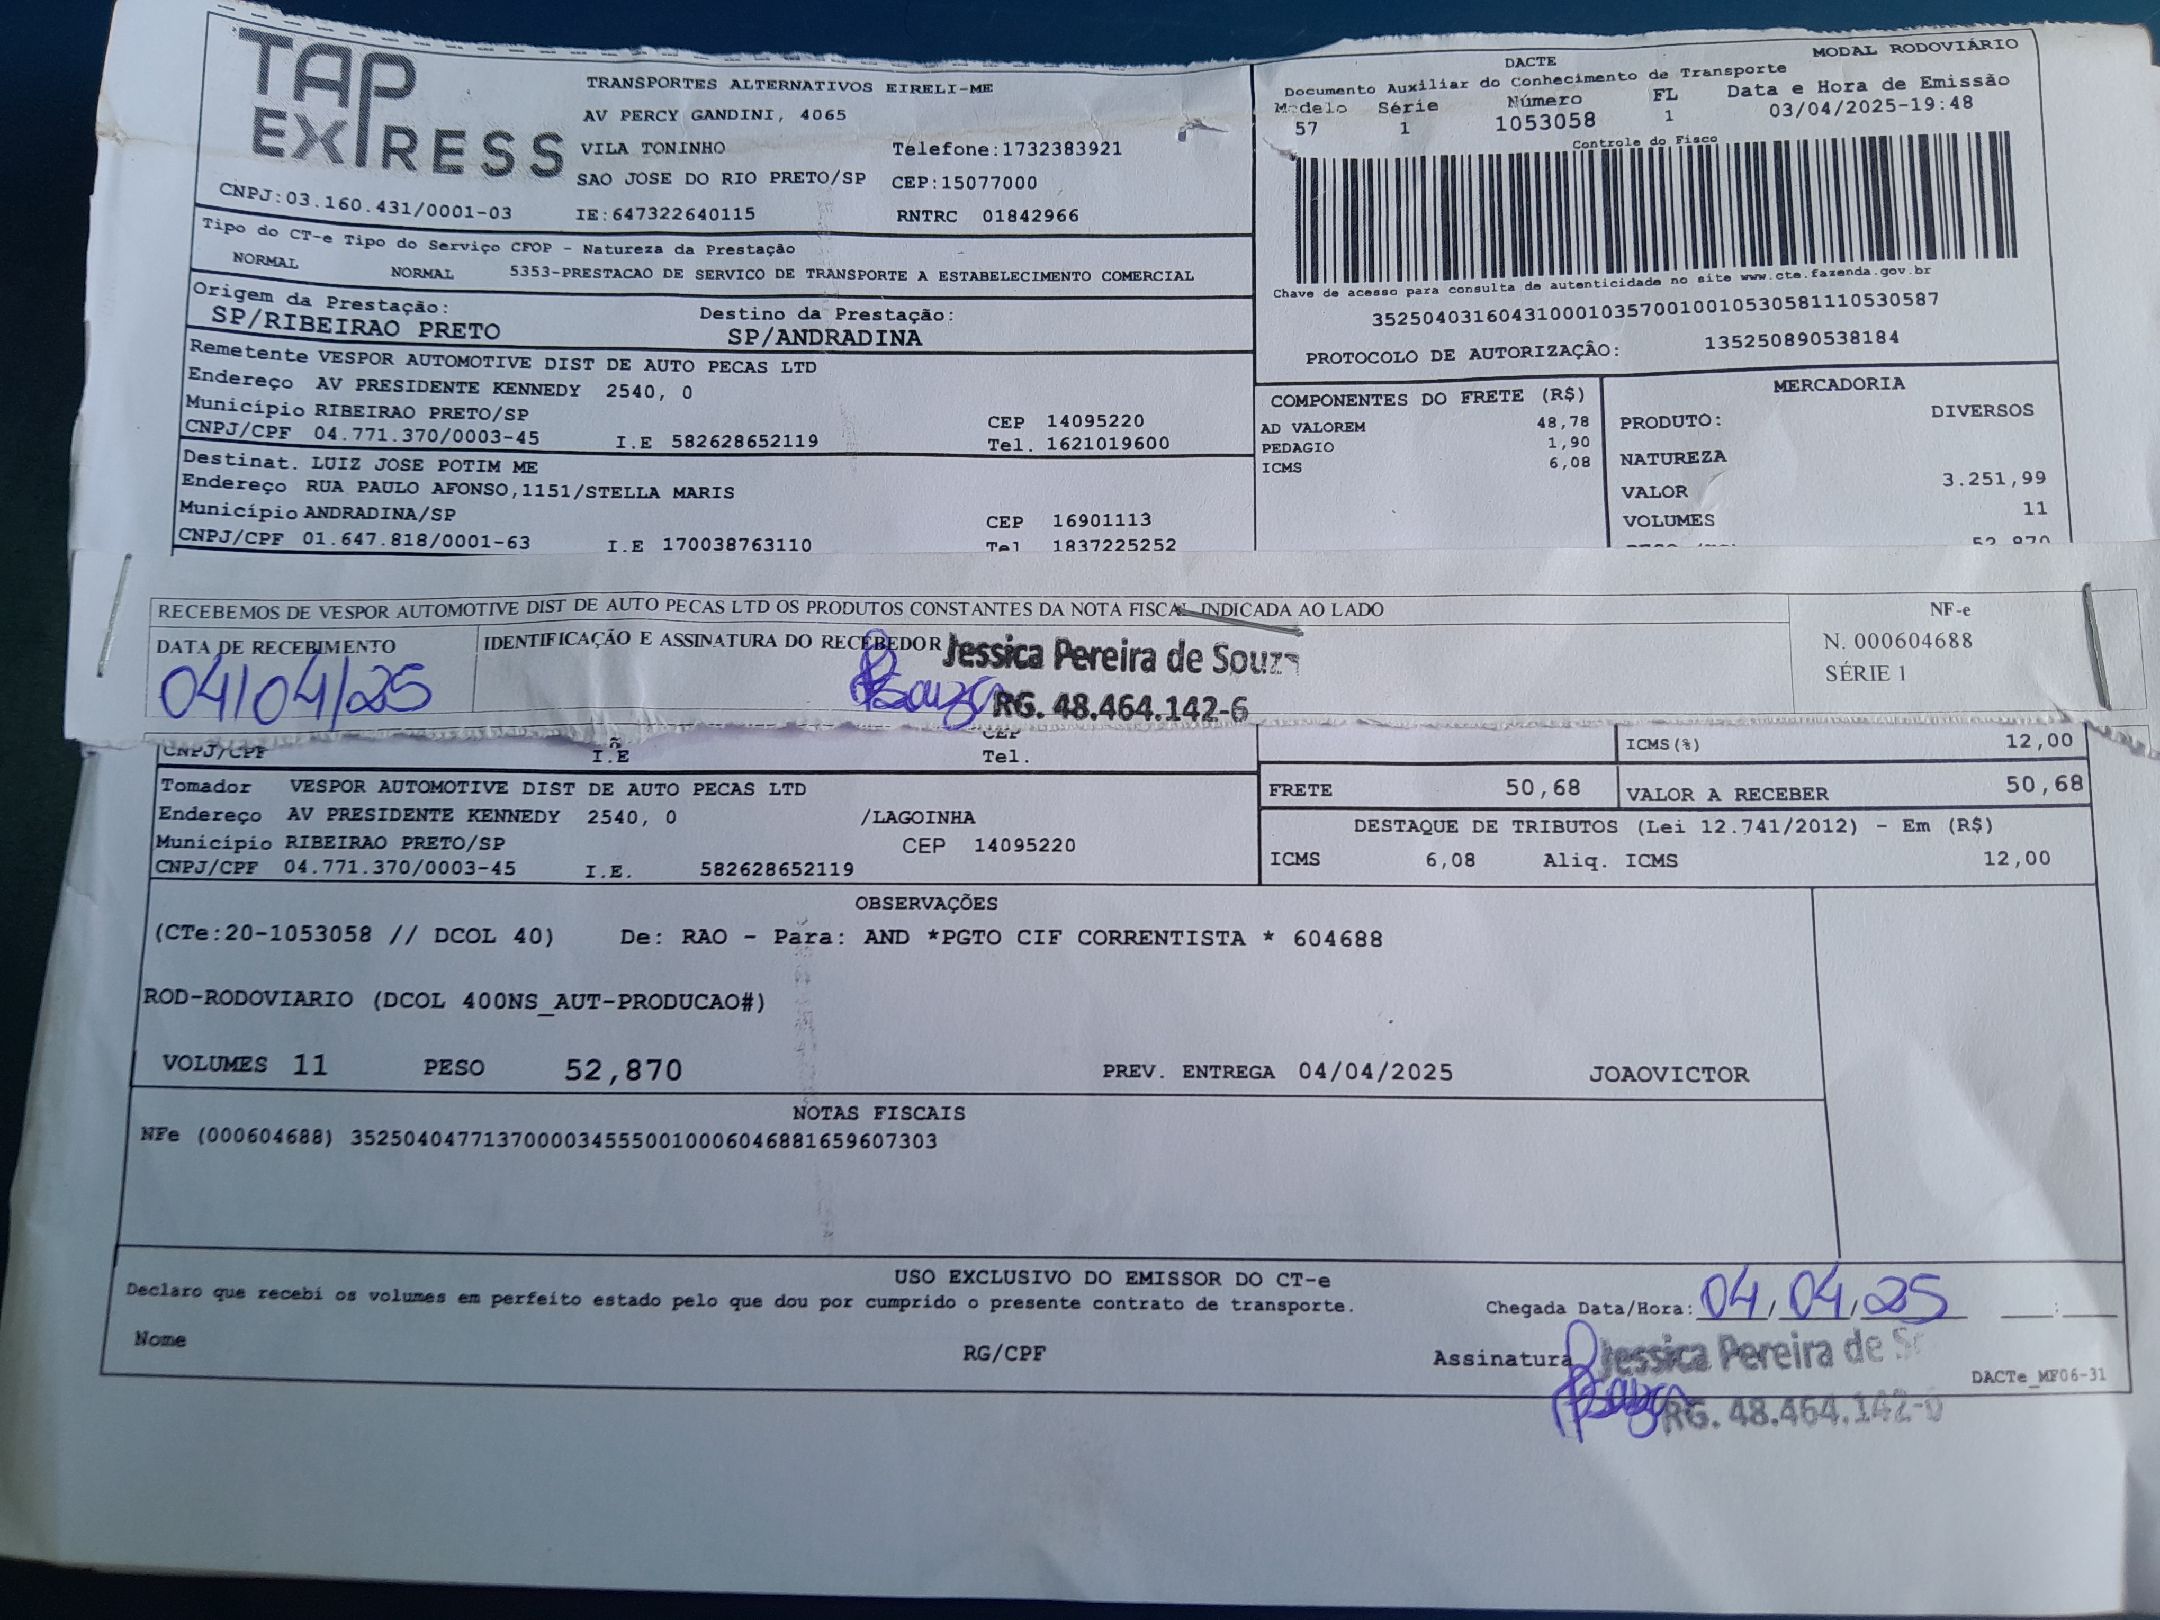 TAP
EXPRESS
TRANSPORTES ALTERNATIVOS EIRELI-ME
AV PERCY GANDINI, 4065
VILA TONINHO Telefone:1732383921
SAO JOSE DO RIO PRETO/SP CEP:15077000
CNPJ:03.160.431/0001-03 IE:647322640115 RNTRC 01842966
Tipo do CT-e Tipo do Serviço CFOP - Natureza da Prestação
NORMAL NORMAL 5353-PRESTACAO DE SERVICO DE TRANSPORTE A ESTABELECIMENTO COMERCIAL
Origem da Prestação: Destino da Prestação:
SP/RIBEIRAO PRETO SP/ANDRADINA
Remetente VESPOR AUTOMOTIVE DIST DE AUTO PECAS LTD
Endereço AV PRESIDENTE KENNEDY 2540, 0
Município RIBEIRAO PRETO/SP CEP 14095220
CNPJ/CPF 04.771.370/0003-45 I.E 582628652119 Tel. 1621019600
Destinat. LUIZ JOSE POTIM ME
Endereço RUA PAULO AFONSO,1151/STELLA MARIS
Município ANDRADINA/SP CEP 16901113
CNPJ/CPF 01.647.818/0001-63 I.E 170038763110 Tel 1837225252
DACTE MODAL RODOVIÁRIO
Documento Auxiliar do Conhecimento de Transporte
Modelo Série Número FL Data e Hora de Emissão
57 1 1053058 1 03/04/2025-19:48
Controle do Fisco
Chave de acesso para consulta de autenticidade no site www.cte.fazenda.gov.br
35250403160431000103570010010530581110530587
PROTOCOLO DE AUTORIZAÇÃO: 135250890538184
COMPONENTES DO FRETE (R$)
AD VALOREM 48,78
PEDAGIO 1,90
ICMS 6,08
MERCADORIA
PRODUTO: DIVERSOS
NATUREZA
VALOR 3.251,99
VOLUMES 11
52,870
RECEBEMOS DE VESPOR AUTOMOTIVE DIST DE AUTO PECAS LTD OS PRODUTOS CONSTANTES DA NOTA FISCAL INDICADA AO LADO
DATA DE RECEBIMENTO IDENTIFICAÇÃO E ASSINATURA DO RECEBEDOR
04/04/25
Jessica Pereira de Souza
RG. 48.464.142-6
NF-e
N. 000604688
SÉRIE 1
CEP
CNPJ/CPF I.E Tel.
ICMS(%) 12,00
Tomador VESPOR AUTOMOTIVE DIST DE AUTO PECAS LTD
Endereço AV PRESIDENTE KENNEDY 2540, 0 /LAGOINHA
Município RIBEIRAO PRETO/SP CEP 14095220
CNPJ/CPF 04.771.370/0003-45 I.E. 582628652119
FRETE 50,68 VALOR A RECEBER 50,68
DESTAQUE DE TRIBUTOS (Lei 12.741/2012) - Em (R$)
ICMS 6,08 Aliq. ICMS 12,00
OBSERVAÇÕES
(CTe:20-1053058 // DCOL 40) De: RAO - Para: AND *PGTO CIF CORRENTISTA * 604688
ROD-RODOVIARIO (DCOL 400NS_AUT-PRODUCAO#)
VOLUMES 11 PESO 52,870 PREV. ENTREGA 04/04/2025 JOAOVICTOR
NOTAS FISCAIS
NFe (000604688) 35250404771370000345550010006046881659607303
USO EXCLUSIVO DO EMISSOR DO CT-e
Declaro que recebi os volumes em perfeito estado pelo que dou por cumprido o presente contrato de transporte.
Chegada Data/Hora: 04/04/25 :
Nome RG/CPF Assinatura
Jessica Pereira de
RG. 48.464.142-6
DACTe_MF06-31